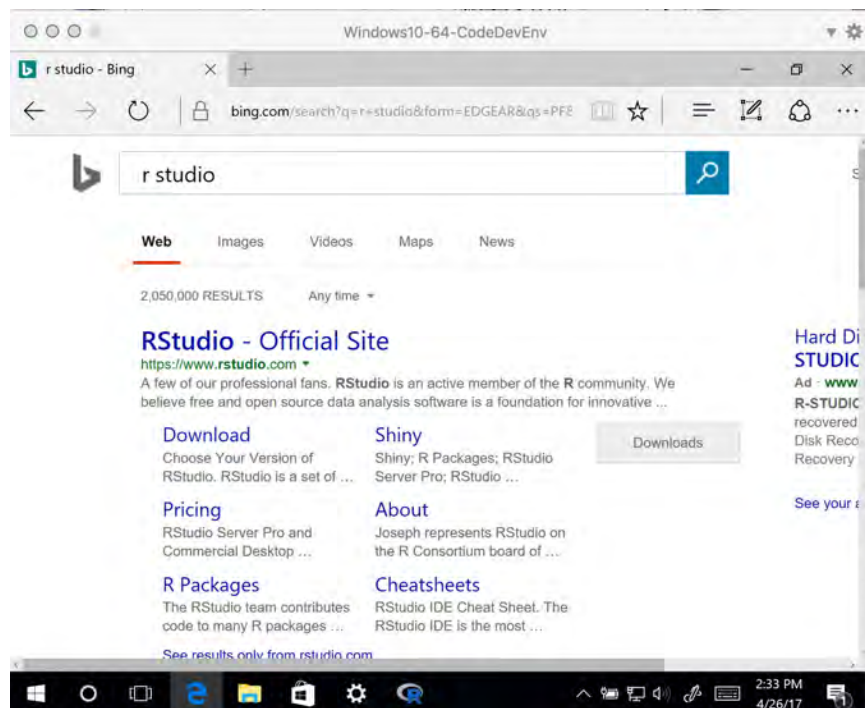 Windows10-64-CodeDevEnv
r studio - Bing
bing.com/search?q=r+studio&form=EDGEAR&qs=PF&
r studio
Web Images Videos Maps News
2,050,000 RESULTS Any time
RStudio - Official Site
https://www.rstudio.com
A few of our professional fans. RStudio is an active member of the R community. We
believe free and open source data analysis software is a foundation for innovative ...
Download
Choose Your Version of
RStudio. RStudio is a set of ...
Shiny
Shiny; R Packages; RStudio
Server Pro; RStudio ...
Downloads
Pricing
RStudio Server Pro and
Commercial Desktop ...
About
Joseph represents RStudio on
the R Consortium board of ...
R Packages
The RStudio team contributes
code to many R packages ...
Cheatsheets
RStudio IDE Cheat Sheet. The
RStudio IDE is the most ...
See results only from rstudio.com
Hard Di
STUDIO
Ad · www
R-STUDIO
recovered
Disk Reco
Recovery
See your a
2:33 PM
4/26/17